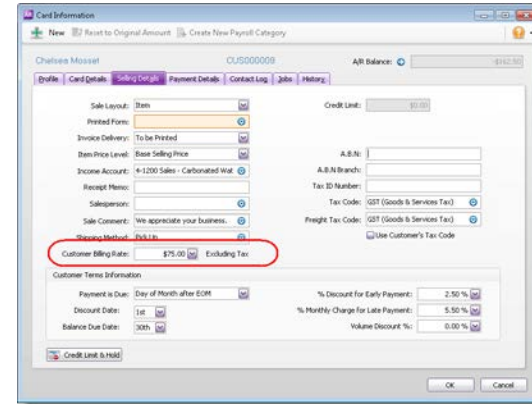 Card Information
New Reset to Original Amount Create New Payroll Category
Chelsea Mosset CUS000008 A/R Balance: -$162.50
Profile Card Details Selling Details Payment Details Contact Log Jobs History
Sale Layout: Item Credit Limit: $0.00
Printed Form:
Invoice Delivery: To be Printed
Item Price Level: Base Selling Price A.B.N:
Income Account: 4-1200 Sales - Carbonated Wat A.B.N Branch:
Receipt Memo: Tax ID Number:
Salesperson: Tax Code: GST (Goods & Services Tax)
Sale Comment: We appreciate your business. Freight Tax Code: GST (Goods & Services Tax)
Shipping Method: Pick Up Use Customer's Tax Code
Customer Billing Rate: $75.00 Excluding Tax
Customer Terms Information
Payment is Due: Day of Month after EOM % Discount for Early Payment: 2.50 %
Discount Date: 1st % Monthly Charge for Late Payment: 5.50 %
Balance Due Date: 30th Volume Discount %: 0.00 %
Credit Limit & Hold
OK Cancel